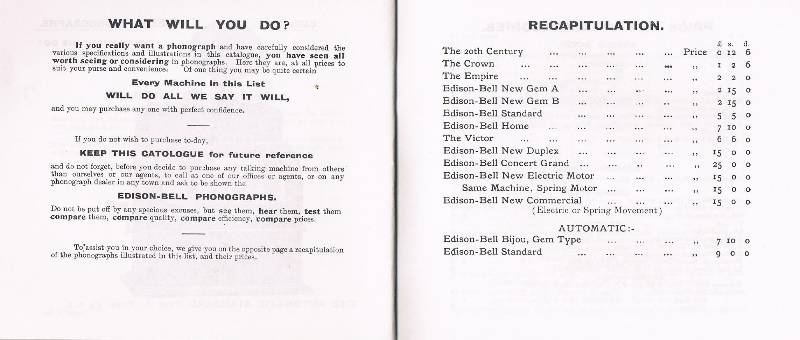 WHAT WILL YOU DO?
If you really want a phonograph and have carefully considered the
various specifications and illustrations in this catalogue, you have seen all
worth seeing or considering in phonographs. Here they are, at all prices to
suit your purse and convenience. Of one thing you may be quite certain
Every Machine in this List
WILL DO ALL WE SAY IT WILL,
and you may purchase any one with perfect confidence.
If you do not wish to purchase to-day,
KEEP THIS CATOLOGUE for future reference
and do not forget, before you decide to purchase any talking machine from others
than ourselves or our agents, to call at one of our offices or agents, or on any
phonograph dealer in any town and ask to be shown the
EDISON-BELL PHONOGRAPHS.
Do not be put off by any specious excuses, but see them, hear them, test them
compare them, compare quality, compare efficiency, compare prices.
To assist you in your choice, we give you on the opposite page a recapitulation
of the phonographs illustrated in this list, and their prices.
RECAPITULATION.
£ s. d.
The 20th Century ... ... ... ... Price 0 12 6
The Crown ... ... ... ... ... ,, 1 2 6
The Empire ... ... ... ... ,, 2 2 0
Edison-Bell New Gem A ... ... ... ,, 2 15 0
Edison-Bell New Gem B ... ... ... ,, 2 15 0
Edison-Bell Standard ... ... ... ,, 5 5 0
Edison-Bell Home ... ... ... ... ,, 7 10 0
The Victor ... ... ... ... ,, 6 6 0
Edison-Bell New Duplex ... ... ... ,, 15 0 0
Edison-Bell Concert Grand ... ... ,, ... ,, 25 0 0
Edison-Bell New Electric Motor ... ... ... ,, 15 0 0
Same Machine, Spring Motor ... ... ... ,, 15 0 0
Edison-Bell New Commercial ... ... ... ,, 15 0 0
(Electric or Spring Movement)
AUTOMATIC:-
Edison-Bell Bijou, Gem Type ... ... ... ,, 7 10 0
Edison-Bell Standard ... ... ... ... ,, 9 0 0